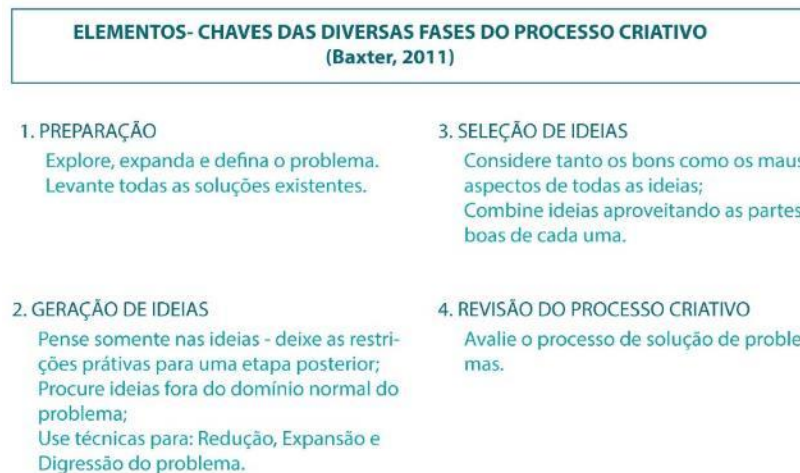 ELEMENTOS- CHAVES DAS DIVERSAS FASES DO PROCESSO CRIATIVO
(Baxter, 2011)
1. PREPARAÇÃO
Explore, expanda e defina o problema.
Levante todas as soluções existentes.
2. GERAÇÃO DE IDEIAS
Pense somente nas ideias - deixe as restri-
ções prátivas para uma etapa posterior;
Procure ideias fora do domínio normal do
problema;
Use técnicas para: Redução, Expansão e
Digressão do problema.
3. SELEÇÃO DE IDEIAS
Considere tanto os bons como os maus
aspectos de todas as ideias;
Combine ideias aproveitando as partes
boas de cada uma.
4. REVISÃO DO PROCESSO CRIATIVO
Avalie o processo de solução de proble
mas.